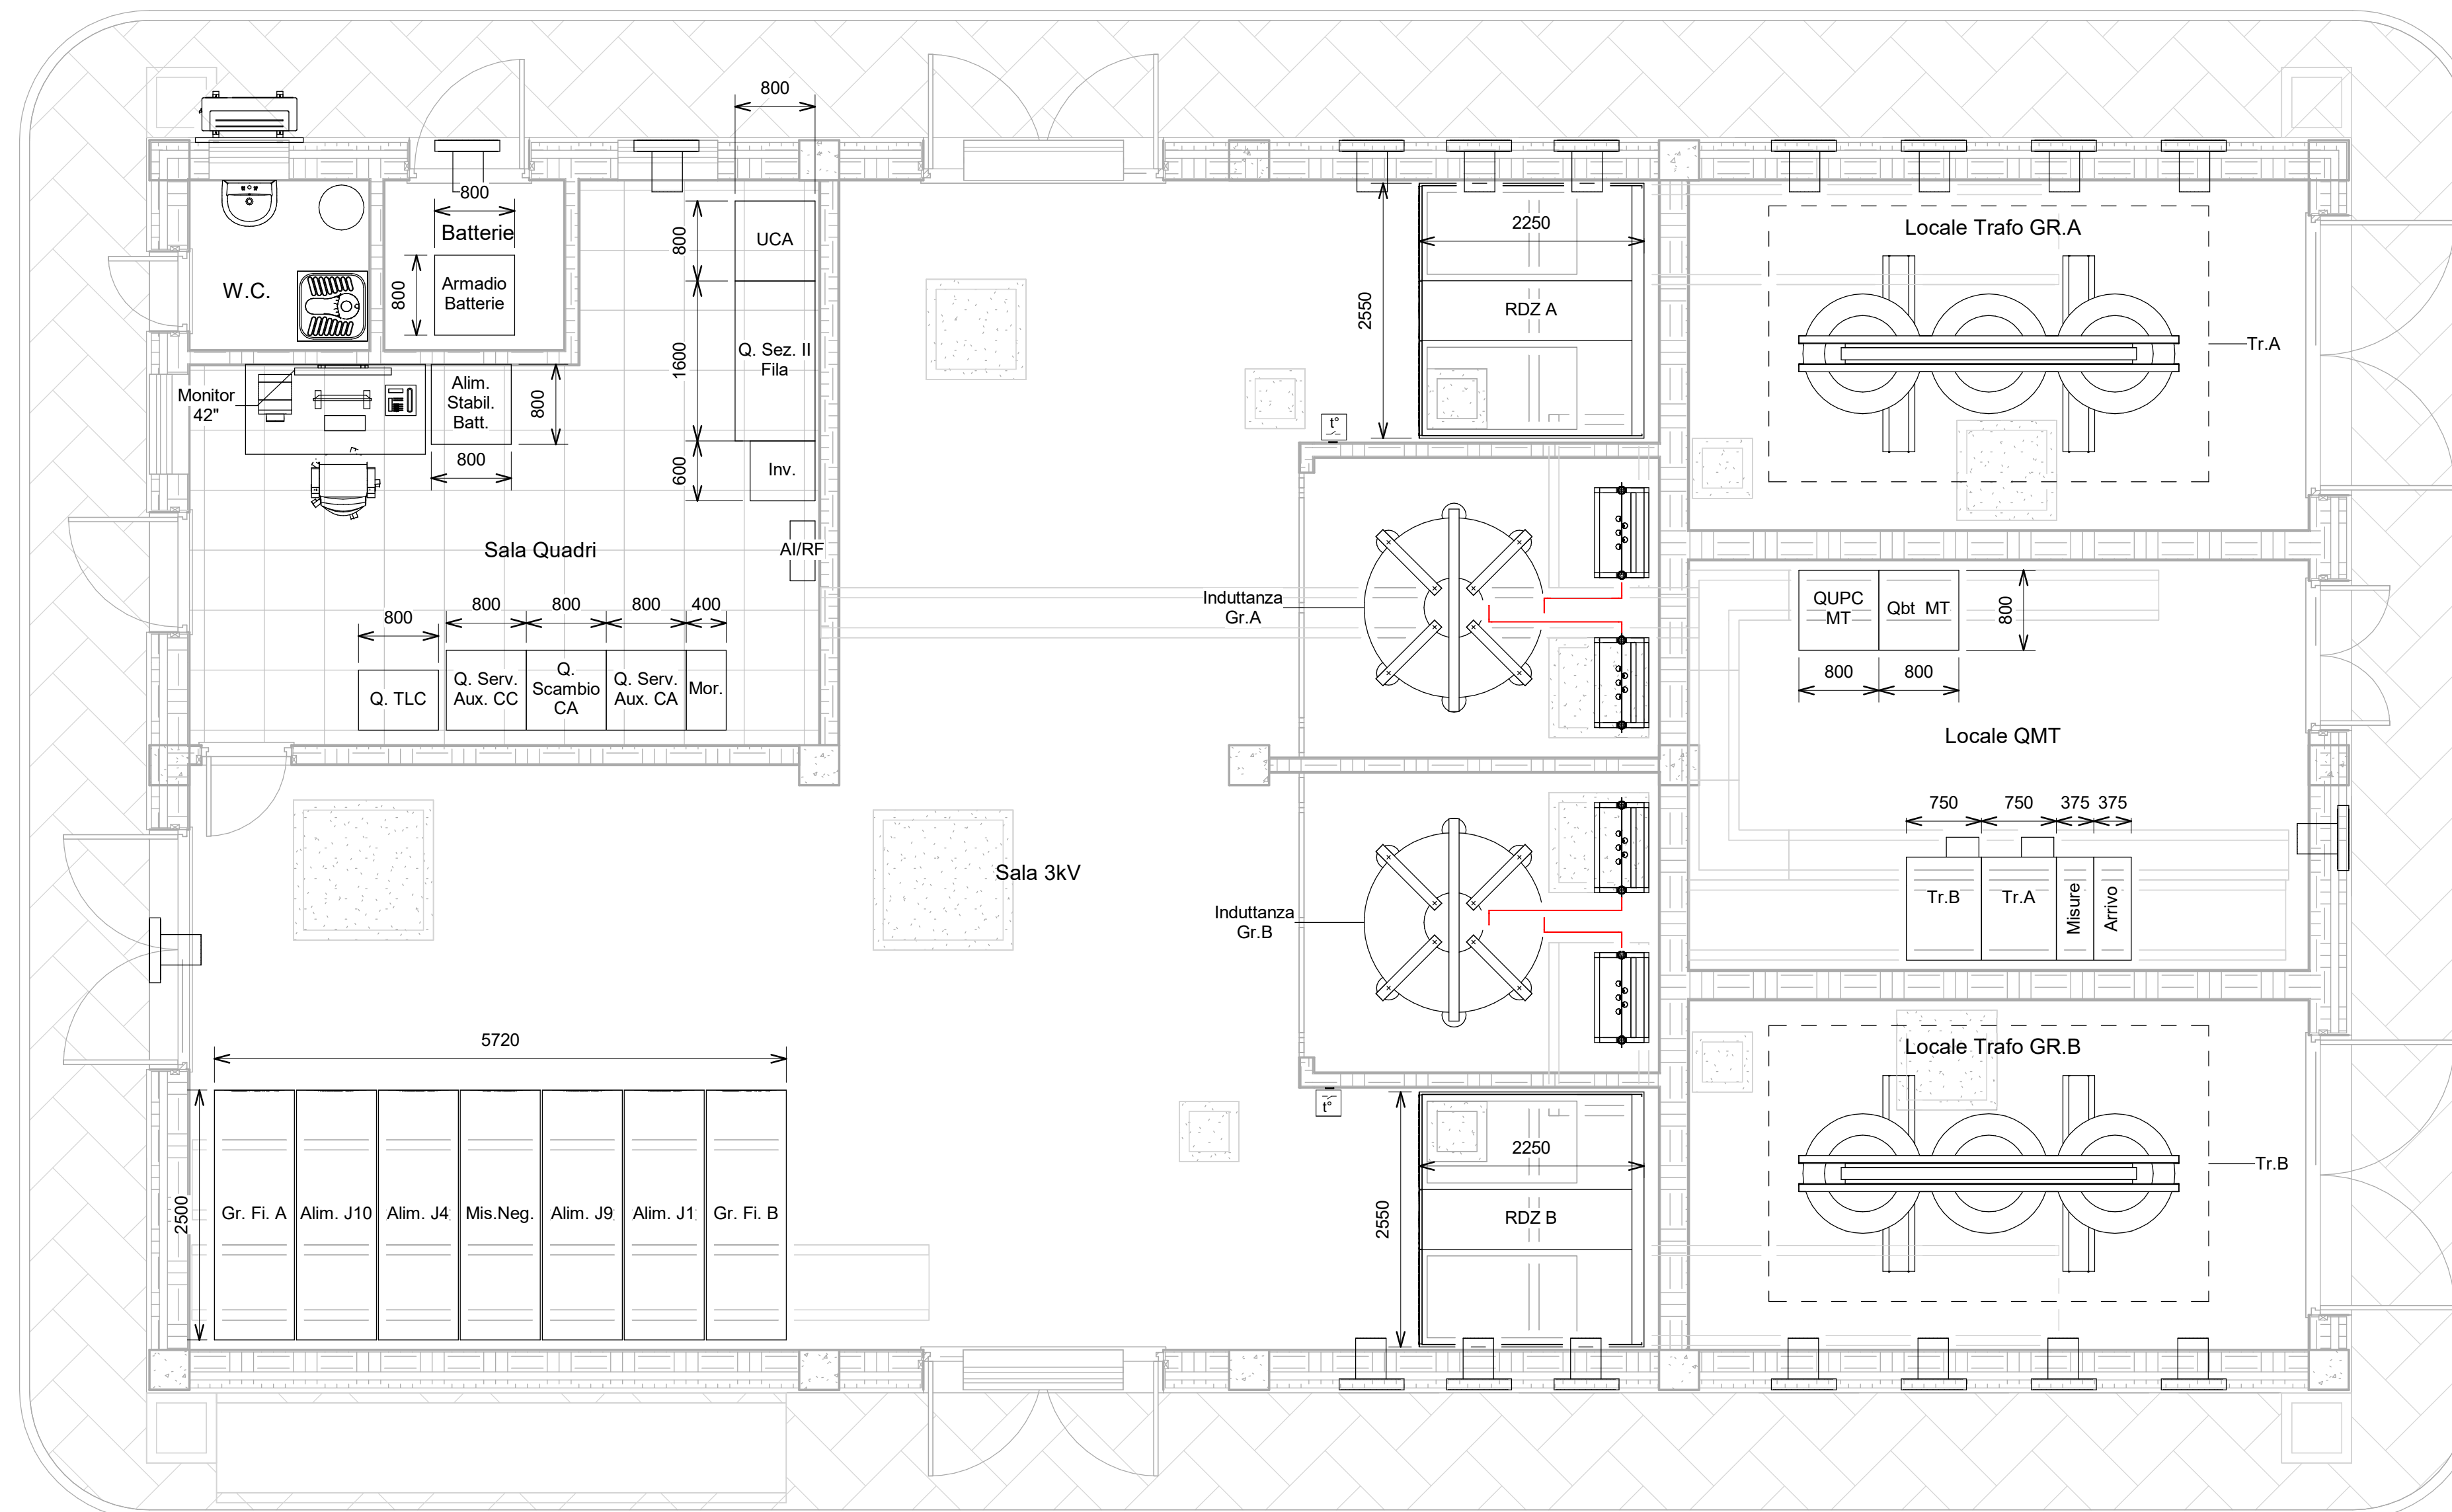 800
800
Batterie
UCA
800
2250
Locale Trafo GR.A
W.C.
800
Armadio
Batterie
2550
RDZ A
1600
Q. Sez. II
Fila
Tr.A
Monitor
42"
Alim.
Stabil.
Batt.
800
t°
800
600
Inv.
Sala Quadri
AI/RF
Induttanza
Gr.A
800
800
800
800
400
QUPC
MT
Qbt MT
800
Q. TLC
Q. Serv.
Aux. CC
Q.
Scambio
CA
Q. Serv.
Aux. CA
Mor.
800
800
Locale QMT
750
750
375
375
Sala 3kV
Tr.B
Tr.A
Misure
Arrivo
Induttanza
Gr.B
5720
Locale Trafo GR.B
t°
2250
2550
RDZ B
Tr.B
2500
Gr. Fi. A
Alim. J10
Alim. J4
Mis.Neg.
Alim. J9
Alim. J1
Gr. Fi. B